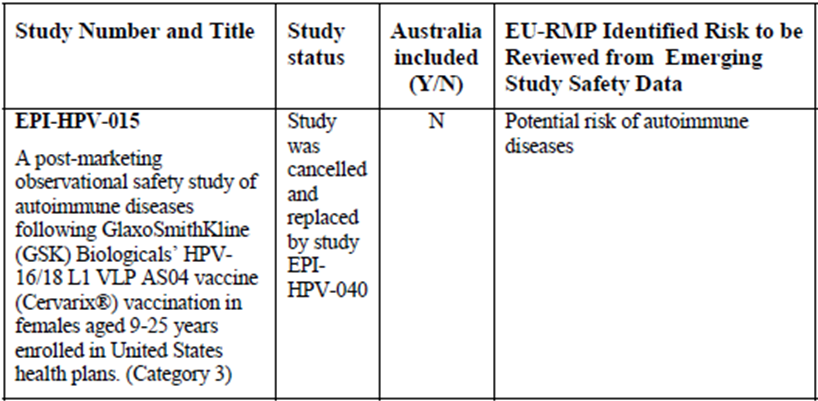 Study Number and Title
Study
status
Australia
included
(Y/N)
EU-RMP Identified Risk to be
Reviewed from Emerging
Study Safety Data
EPI-HPV-015
A post-marketing
observational safety study of
autoimmune diseases
following GlaxoSmithKline
(GSK) Biologicals’ HPV-
16/18 L1 VLP AS04 vaccine
(Cervarix®) vaccination in
females aged 9-25 years
enrolled in United States
health plans. (Category 3)
Study
was
cancelled
and
replaced
by study
EPI-
HPV-040
N
Potential risk of autoimmune
diseases